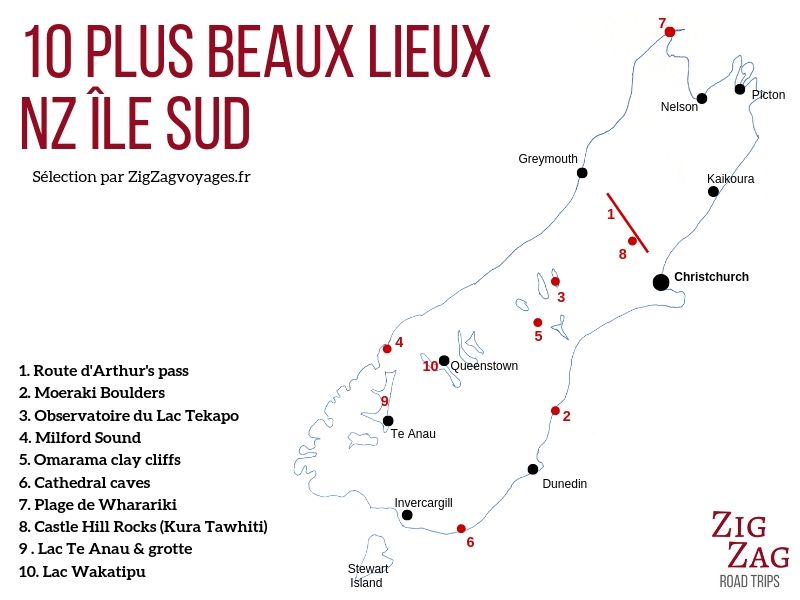 10 PLUS BEAUX LIEUX
NZ ÎLE SUD
Sélection par ZigZagvoyages.fr
7
Nelson
Picton
Greymouth
Kaikoura
1
8
Christchurch
3
5
4
10
Queenstown
9
2
Te Anau
Dunedin
Invercargill
6
Stewart
Island
1. Route d'Arthur's pass
2. Moeraki Boulders
3. Observatoire du Lac Tekapo
4. Milford Sound
5. Omarama clay cliffs
6. Cathedral caves
7. Plage de Wharariki
8. Castle Hill Rocks (Kura Tawhiti)
9 . Lac Te Anau & grotte
10. Lac Wakatipu
ZIG
ZAG
ROAD TRIPS